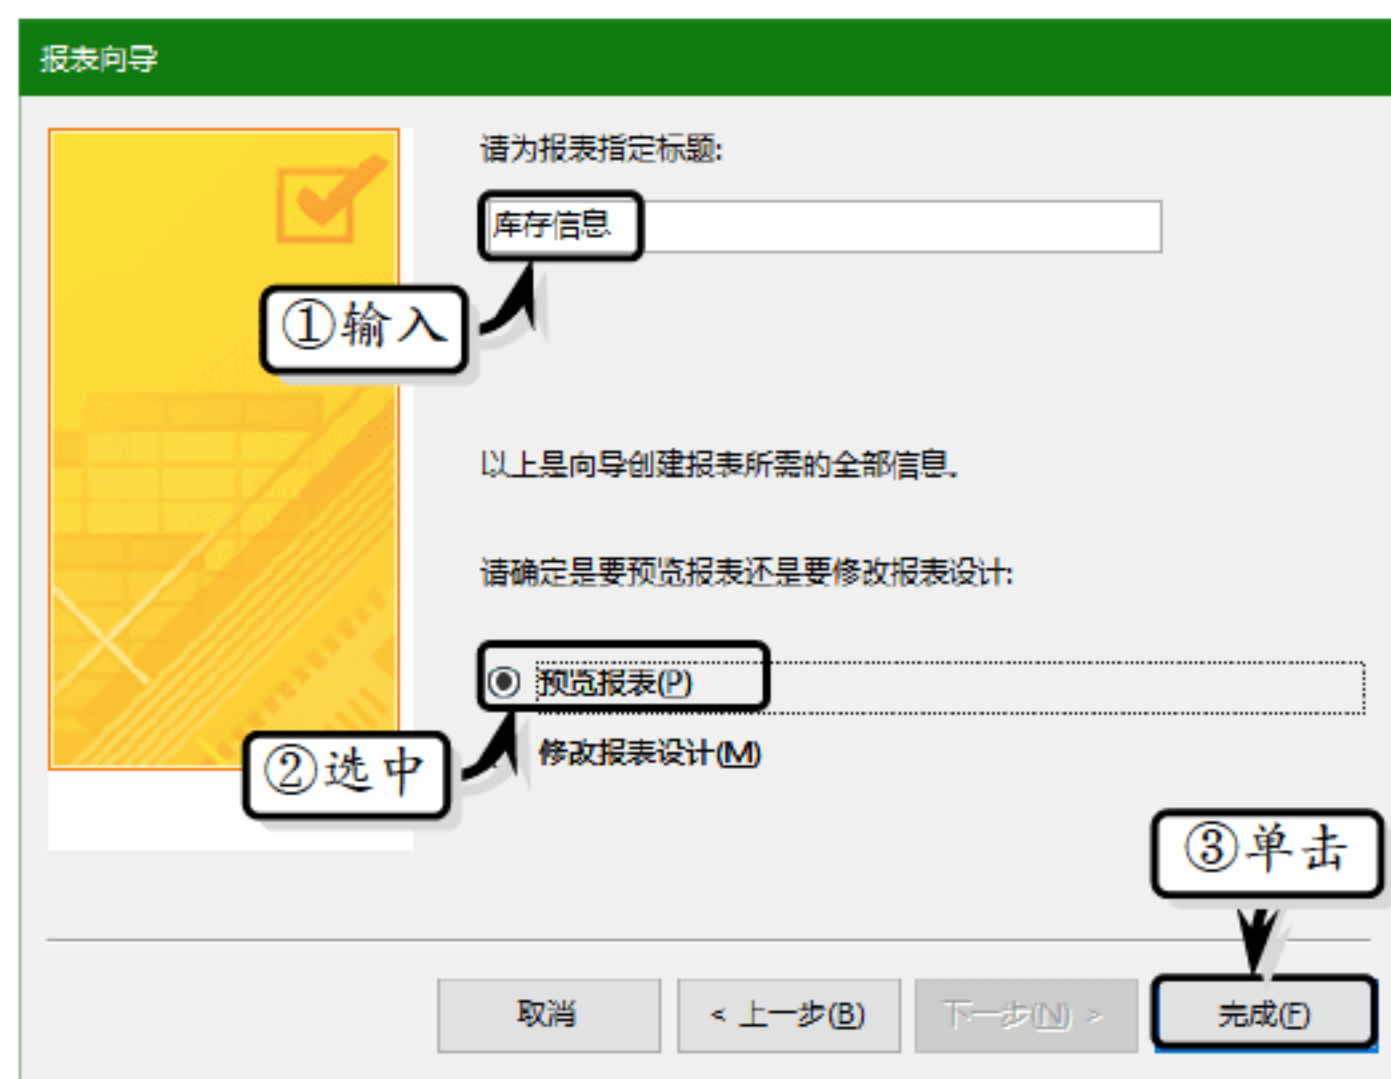 报表向导
请为报表指定标题:
库存信息
①输入
以上是向导创建报表所需的全部信息。
请确定是要预览报表还是要修改报表设计:
预览报表(P)
修改报表设计(M)
②选中
③单击
取消
< 上一步(B)
下一步(N) >
完成(F)